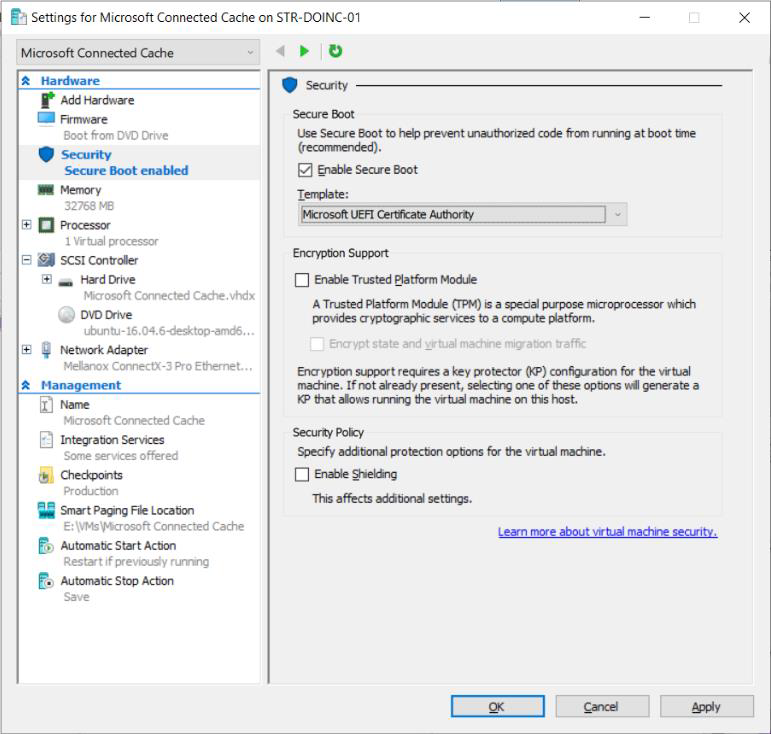 Settings for Microsoft Connected Cache on STR-DOINC-01
Microsoft Connected Cache
Hardware
Add Hardware
Firmware
Boot from DVD Drive
Security
Secure Boot enabled
Memory
32768 MB
Processor
1 Virtual processor
SCSI Controller
Hard Drive
Microsoft Connected Cache.vhdx
DVD Drive
ubuntu-16.04.6-desktop-amd6...
Network Adapter
Mellanox ConnectX-3 Pro Ethernet...
Management
Name
Microsoft Connected Cache
Integration Services
Some services offered
Checkpoints
Production
Smart Paging File Location
E:\VMs\Microsoft Connected Cache
Automatic Start Action
Restart if previously running
Automatic Stop Action
Save
Security
Secure Boot
Use Secure Boot to help prevent unauthorized code from running at boot time
(recommended).
Enable Secure Boot
Template:
Microsoft UEFI Certificate Authority
Encryption Support
Enable Trusted Platform Module
A Trusted Platform Module (TPM) is a special purpose microprocessor which
provides cryptographic services to a compute platform.
Encrypt state and virtual machine migration traffic
Encryption support requires a key protector (KP) configuration for the virtual
machine. If not already present, selecting one of these options will generate a
KP that allows running the virtual machine on this host.
Security Policy
Specify additional protection options for the virtual machine.
Enable Shielding
This affects additional settings.
Learn more about virtual machine security.
OK
Cancel
Apply